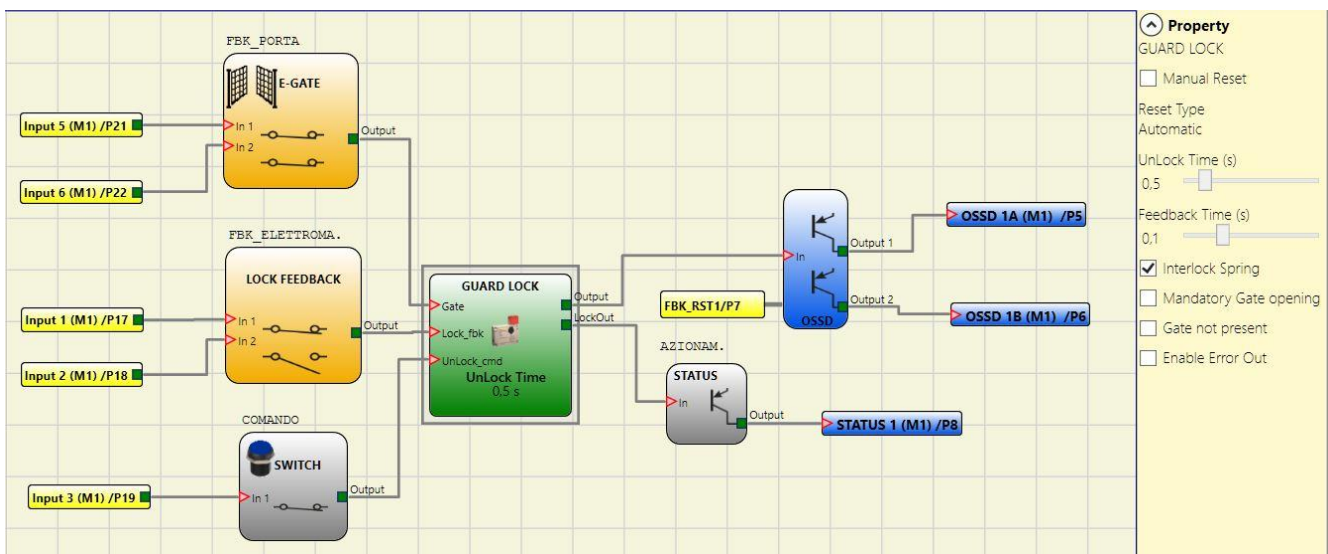 FBK_PORTA
E-GATE
Input 5 (M1) /P21
In 1
Output
In 2
Input 6 (M1) /P22
FBK_ELETTROMA.
LOCK FEEDBACK
Input 1 (M1) /P17
In 1
Output
In 2
Input 2 (M1) /P18
COMANDO
SWITCH
Input 3 (M1) /P19
In 1
Output
GUARD LOCK
Gate
Output
LockOut
Lock_fbk
UnLock_cmd
UnLock Time
0,5 s
FBK_RST1/P7
In
Output 1
Output 2
OSSD
OSSD 1A (M1) /P5
OSSD 1B (M1) /P6
AZIONAM.
STATUS
In
Output
STATUS 1 (M1) /P8
Property
GUARD LOCK
Manual Reset
Reset Type
Automatic
UnLock Time (s)
0,5
Feedback Time (s)
0,1
Interlock Spring
Mandatory Gate opening
Gate not present
Enable Error Out